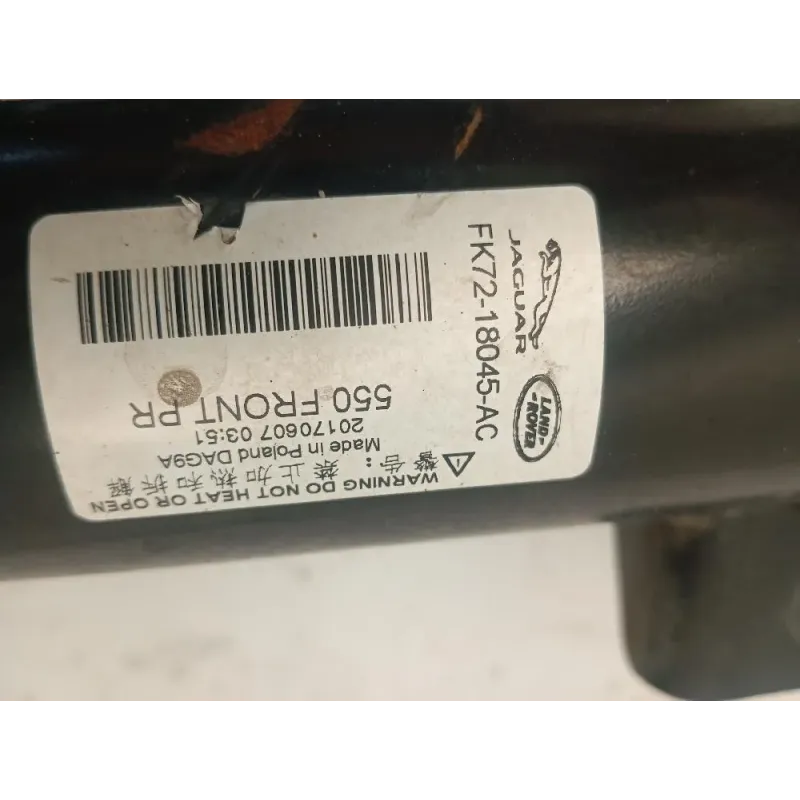 JAGUAR
LAND-
-ROVER
FK72-18045-AC
550 FRONT PR
20170607 03:51
Made in Poland DAG9A
警告：禁止加热和拆解
WARNING DO NOT HEAT OR OPEN